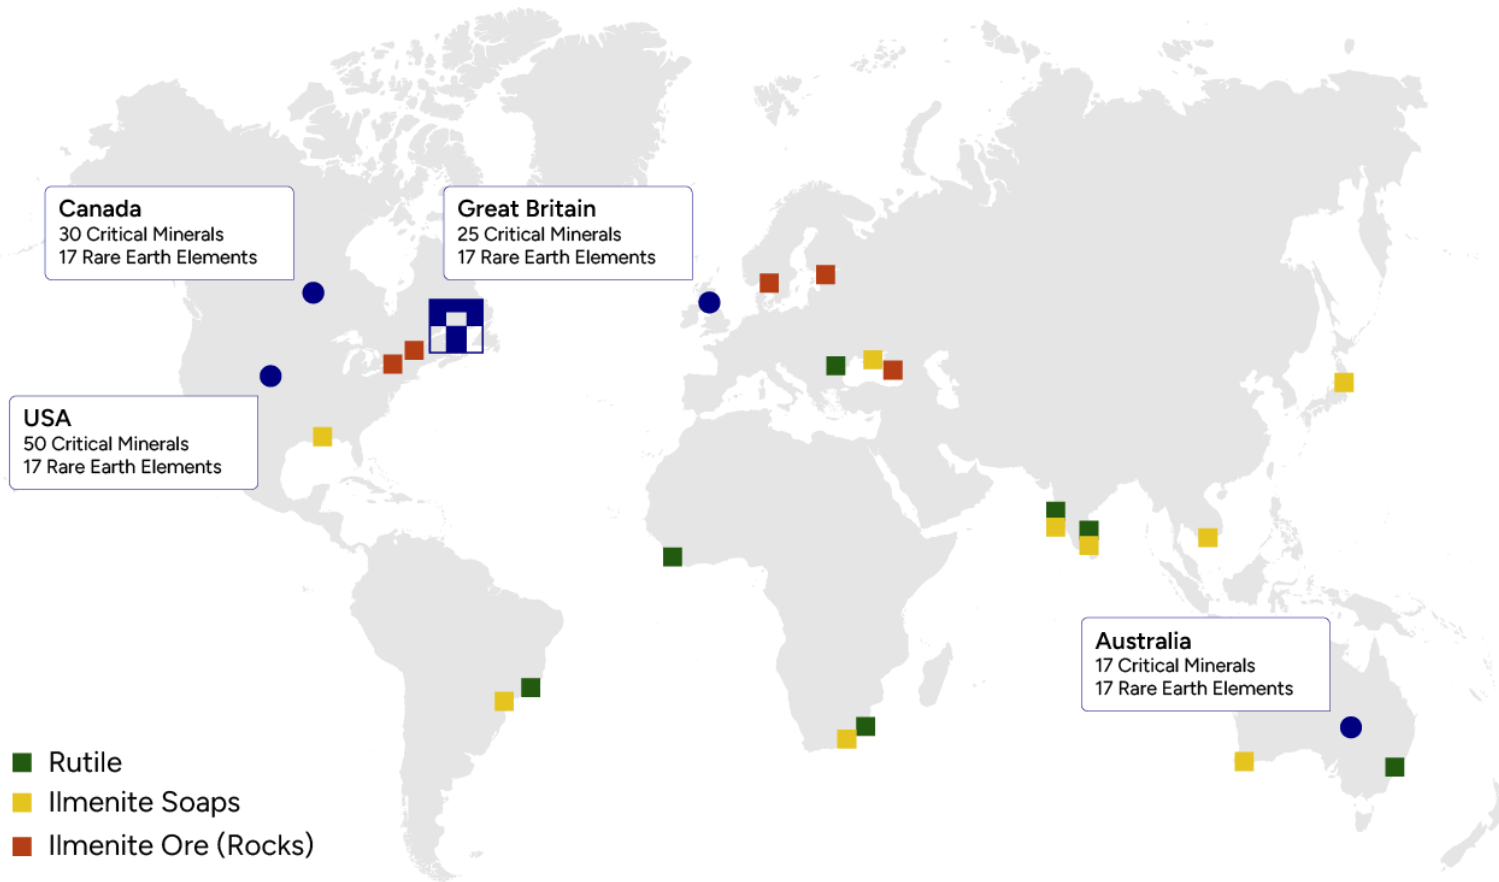 Canada
30 Critical Minerals
17 Rare Earth Elements
Great Britain
25 Critical Minerals
17 Rare Earth Elements
USA
50 Critical Minerals
17 Rare Earth Elements
Australia
17 Critical Minerals
17 Rare Earth Elements
Rutile
Ilmenite Soaps
Ilmenite Ore (Rocks)